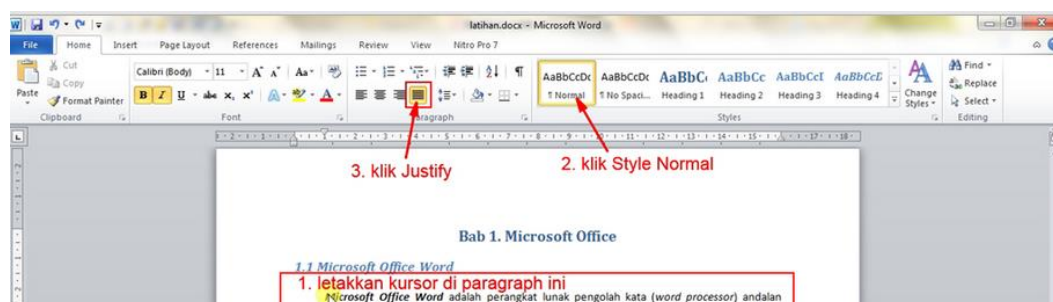 latihan.docx - Microsoft Word
File Home Insert Page Layout References Mailings Review View Nitro Pro 7
Cut
Copy
Format Painter
Paste
Calibri (Body) 11
B I U abc
AaBbCcDc AaBbCcDc AaBbC AaBbCc AaBbCcI AaBbCcL
¶ Normal ¶ No Spaci... Heading 1 Heading 2 Heading 3 Heading 4
Change Styles
Find
Replace
Select
Clipboard Font Paragraph Styles Editing
3. klik Justify
2. klik Style Normal
Bab 1. Microsoft Office
1.1 Microsoft Office Word
1. letakkan kursor di paragraph ini
Microsoft Office Word adalah perangkat lunak pengolah kata (word processor) andalan